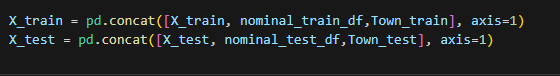 X_train = pd.concat([X_train, nominal_train_df,Town_train], axis=1)
X_test = pd.concat([X_test, nominal_test_df,Town_test], axis=1)